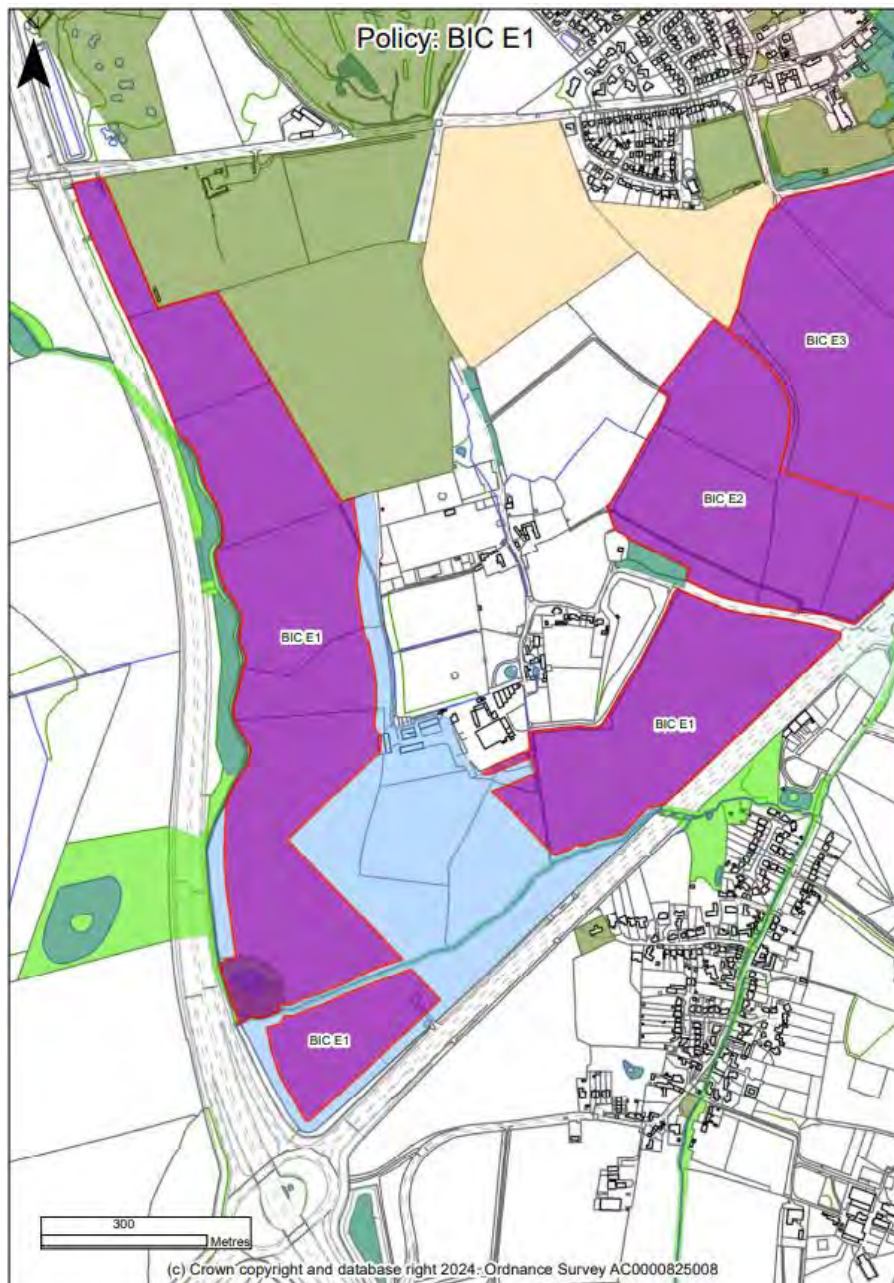 Policy: BIC E1
BIC E3
BIC E2
BIC E1
BIC E1
BIC E1
300
Metres
(c) Crown copyright and database right 2024. Ordnance Survey AC0000825008